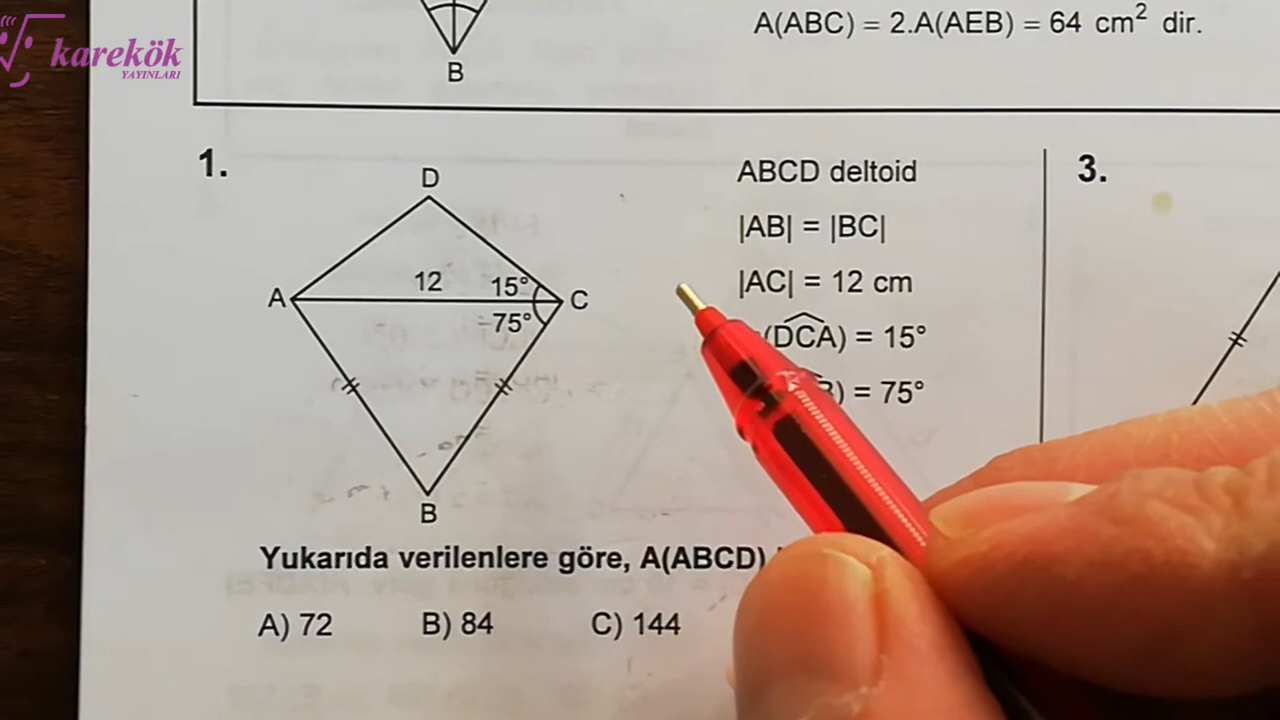 karekök
YAYINLARI
A(ABC) = 2.A(AEB) = 64 cm² dir.
B
1.
D
A
12
15°
C
75°
B
ABCD deltoid
|AB| = |BC|
|AC| = 12 cm
(DCA) = 15°
) = 75°
Yukarıda verilenlere göre, A(ABCD)
A) 72 B) 84 C) 144
3.